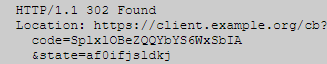 HTTP/1.1 302 Found
Location: https://client.example.org/cb?
code=SplxlOBeZQQYbYS6WxSbIA
&state=af0ifjsldkj